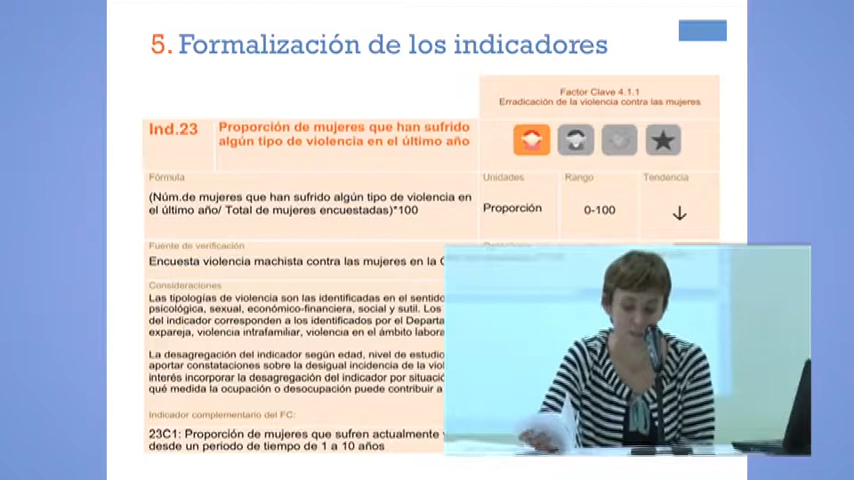 5. Formalización de los indicadores
Factor Clave 4.1.1
Erradicación de la violencia contra las mujeres
Ind.23
Proporción de mujeres que han sufrido
algún tipo de violencia en el último año
Fórmula
Unidades
Rango
Tendencia
(Núm.de mujeres que han sufrido algún tipo de violencia en
el último año/ Total de mujeres encuestadas)*100
Proporción
0-100
Fuente de verificación
Encuesta violencia machista contra las mujeres en la
Consideraciones
Las tipologías de violencia son las identificadas en el sentido
psicológica, sexual, económico-financiera, social y sutil. Los
del indicador corresponden a los identificados por el Departa
expareja, violencia intrafamiliar, violencia en el ámbito labora
La desagregación del indicador según edad, nivel de estudio
aportar constataciones sobre la desigual incidencia de la viol
interés incorporar la desagregación del indicador por situació
qué medida la ocupación o desocupación puede contribuir a
Indicador complementario del FC:
23C1: Proporción de mujeres que sufren actualmente
desde un periodo de tiempo de 1 a 10 años